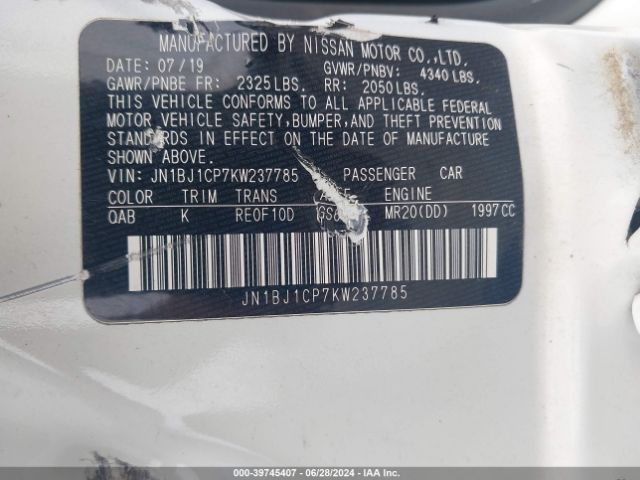 MANUFACTURED BY NISSAN MOTOR CO.,LTD.
DATE: 07/19 GVWR/PNBV: 4340 LBS.
GAWR/PNBE FR: 2325 LBS. RR: 2050 LBS.
THIS VEHICLE CONFORMS TO ALL APPLICABLE FEDERAL
MOTOR VEHICLE SAFETY, BUMPER, AND THEFT PREVENTION
STANDARDS IN EFFECT ON THE DATE OF MANUFACTURE
SHOWN ABOVE.
VIN: JN1BJ1CP7KW237785 PASSENGER CAR
COLOR TRIM TRANS ENGINE
QAB K RE0F10D MR20(DD) 1997CC
JN1BJ1CP7KW237785
000-39745407 | 06/28/2024 | IAA Inc.